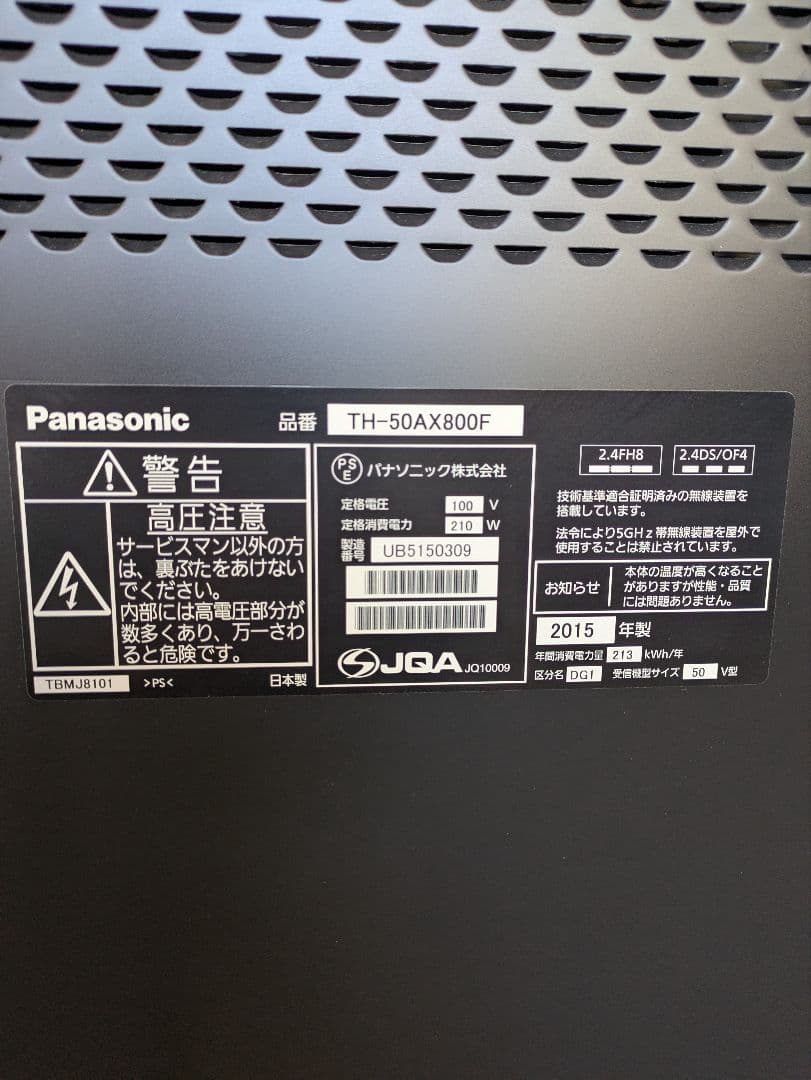 Panasonic
品番 TH-50AX800F
警告
高圧注意
サービスマン以外の方
は、裏ぶたをあけない
でください。
内部には高電圧部分が
数多くあり、万一さわ
ると危険です。
TBMJ8101 >PS< 日本製
PSE パナソニック株式会社
定格電圧 100 V
定格消費電力 210 W
製造番号 UB5150309
JQA JQ10009
2.4FH8 2.4DS/OF4
技術基準適合証明済みの無線装置を
搭載しています。
法令により5GHz帯無線装置を屋外で
使用することは禁止されています。
お知らせ
本体の温度が高くなること
がありますが性能・品質
には問題ありません。
2015 年製
年間消費電力量 213 kWh/年
区分名 DG1 受信機型サイズ 50 V型